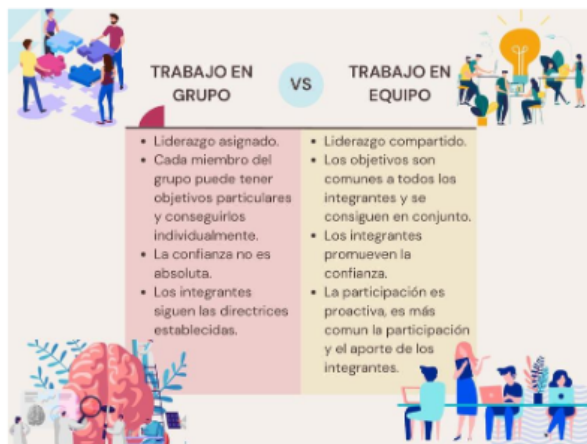 TRABAJO EN
GRUPO
VS
TRABAJO EN
EQUIPO
• Liderazgo asignado.
• Cada miembro del
grupo puede tener
objetivos particulares
y conseguirlos
individualmente.
• La confianza no es
absoluta.
• Los integrantes
siguen las directrices
establecidas.
• Liderazgo compartido.
• Los objetivos son
comunes a todos los
integrantes y se
consiguen en conjunto.
• Los integrantes
promueven la
confianza.
• La participación es
proactiva, es más
comun la participación
y el aporte de los
integrantes.